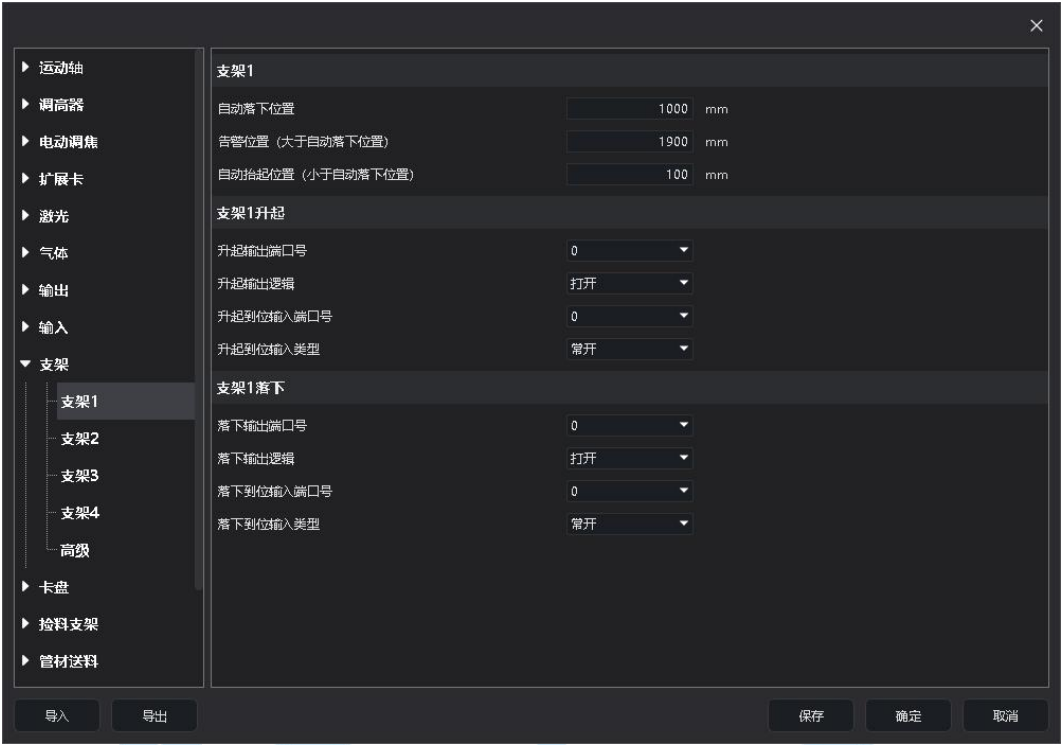 运动轴
调高器
电动调焦
扩展卡
激光
气体
输出
输入
支架
支架1
支架2
支架3
支架4
高级
卡盘
捡料支架
管材送料
支架1
自动落下位置 1000 mm
告警位置（大于自动落下位置） 1900 mm
自动抬起位置（小于自动落下位置） 100 mm
支架1升起
升起输出端口号 0
升起输出逻辑 打开
升起到位输入端口号 0
升起到位输入类型 常开
支架1落下
落下输出端口号 0
落下输出逻辑 打开
落下到位输入端口号 0
落下到位输入类型 常开
导入 导出 保存 确定 取消